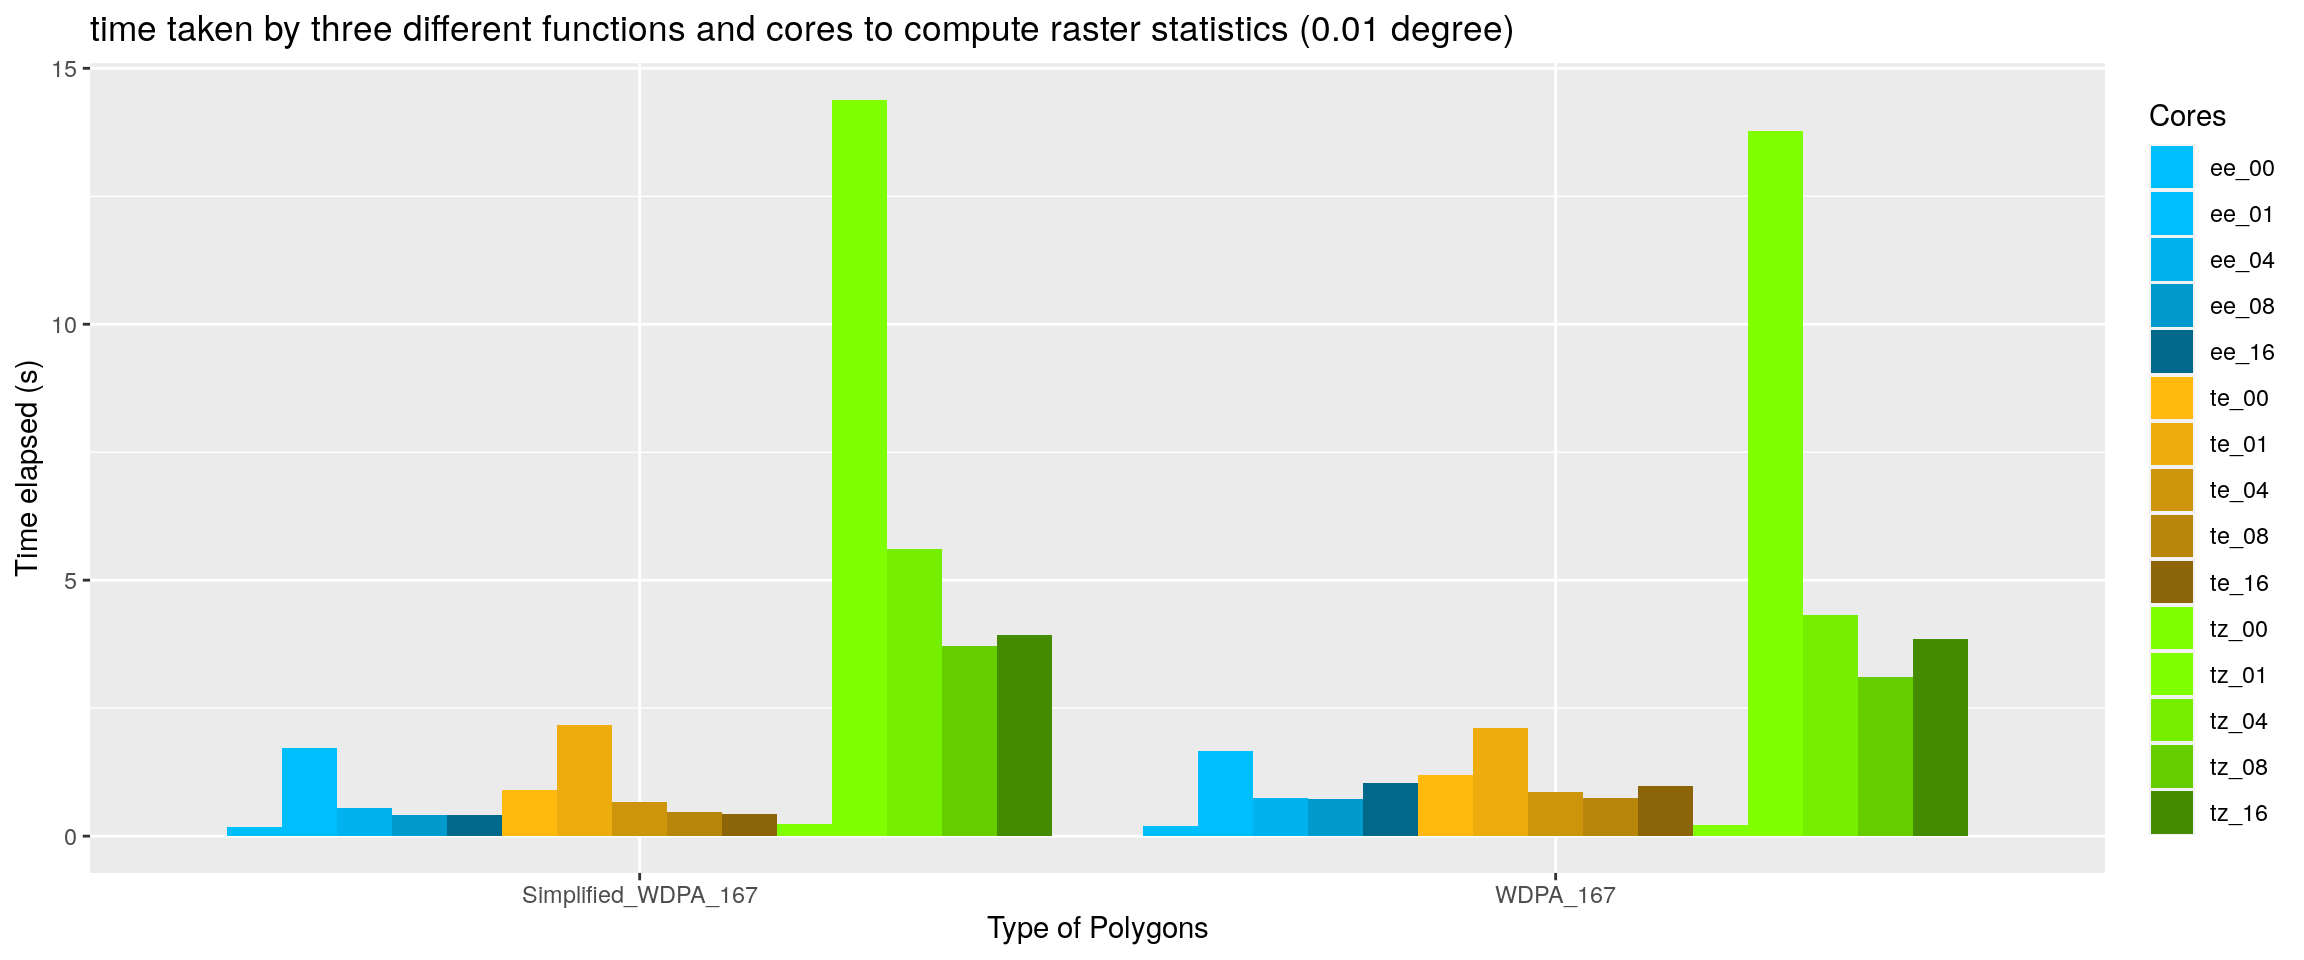 time taken by three different functions and cores to compute raster statistics (0.01 degree)
15
10
5
0
Time elapsed (s)
Simplified_WDPA_167
WDPA_167
Type of Polygons
Cores
ee_00
ee_01
ee_04
ee_08
ee_16
te_00
te_01
te_04
te_08
te_16
tz_00
tz_01
tz_04
tz_08
tz_16